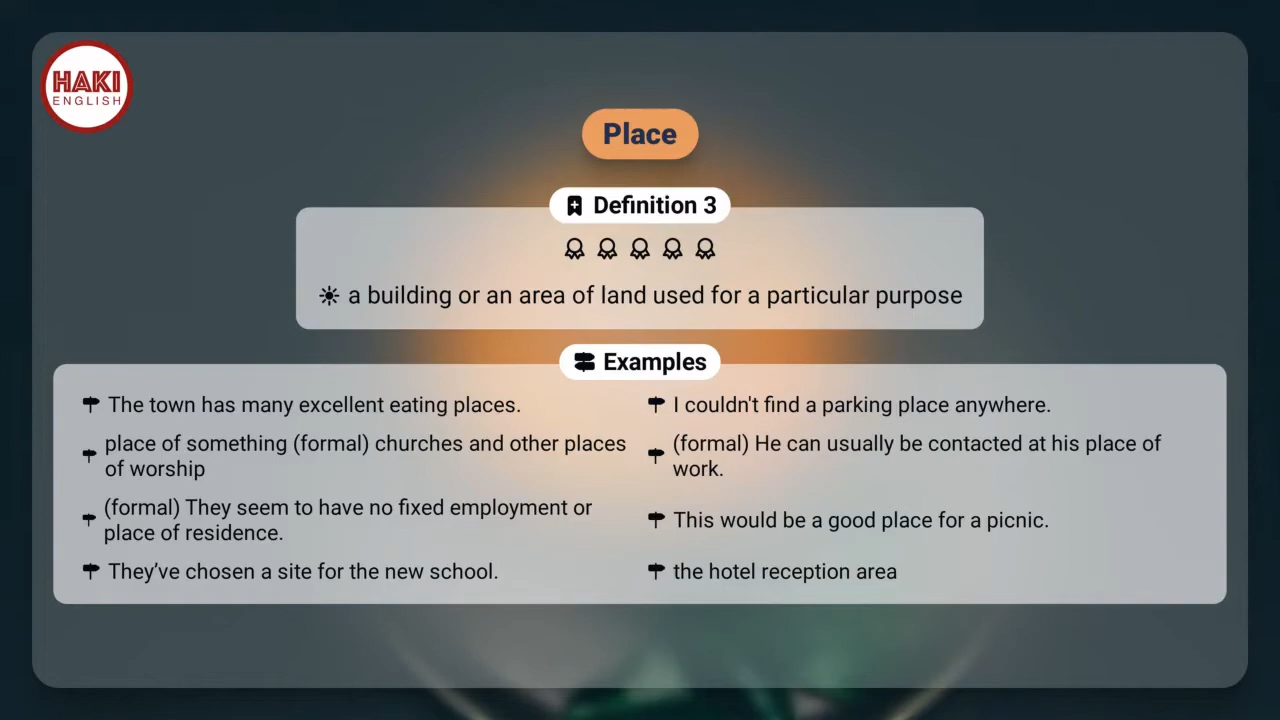 HAKI
ENGLISH
Place
Definition 3
a building or an area of land used for a particular purpose
Examples
The town has many excellent eating places.
I couldn't find a parking place anywhere.
place of something (formal) churches and other places
of worship
(formal) He can usually be contacted at his place of
work.
(formal) They seem to have no fixed employment or
place of residence.
This would be a good place for a picnic.
They’ve chosen a site for the new school.
the hotel reception area